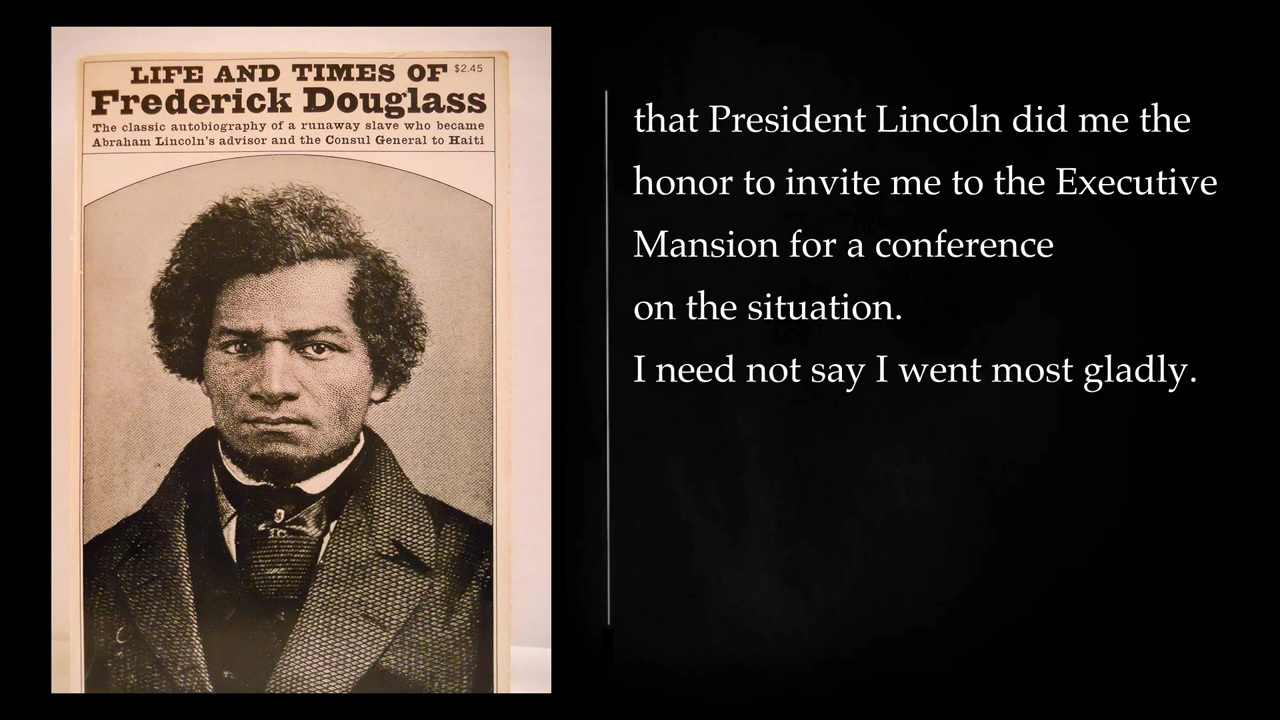 LIFE AND TIMES OF $2.45
Frederick Douglass
The classic autobiography of a runaway slave who became
Abraham Lincoln's advisor and the Consul General to Haiti
that President Lincoln did me the
honor to invite me to the Executive
Mansion for a conference
on the situation.
I need not say I went most gladly.